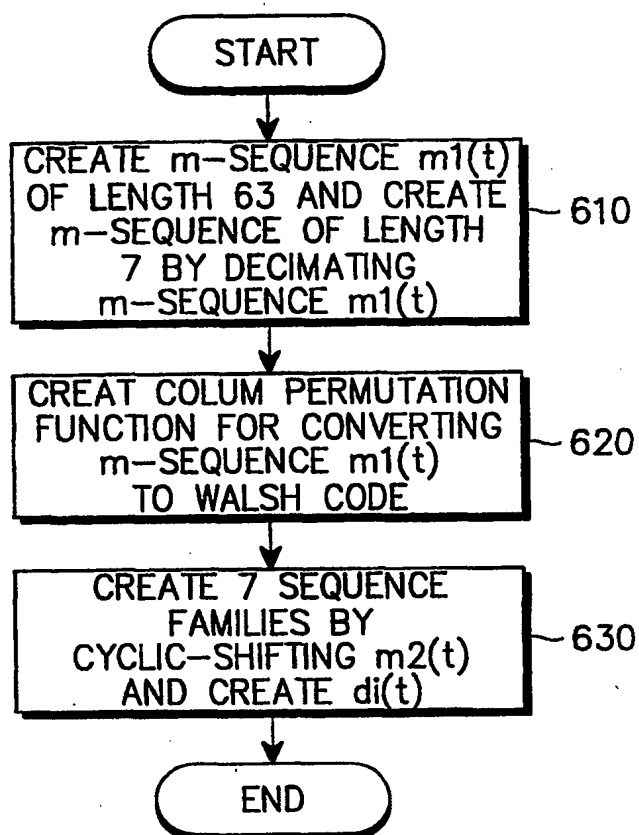 START
CREATE m-SEQUENCE m1(t)
OF LENGTH 63 AND CREATE
m-SEQUENCE OF LENGTH
7 BY DECIMATING
m-SEQUENCE m1(t)
610
CREAT COLUM PERMUTATION
FUNCTION FOR CONVERTING
m-SEQUENCE m1(t)
TO WALSH CODE
620
CREATE 7 SEQUENCE
FAMILIES BY
CYCLIC-SHIFTING m2(t)
AND CREATE di(t)
630
END